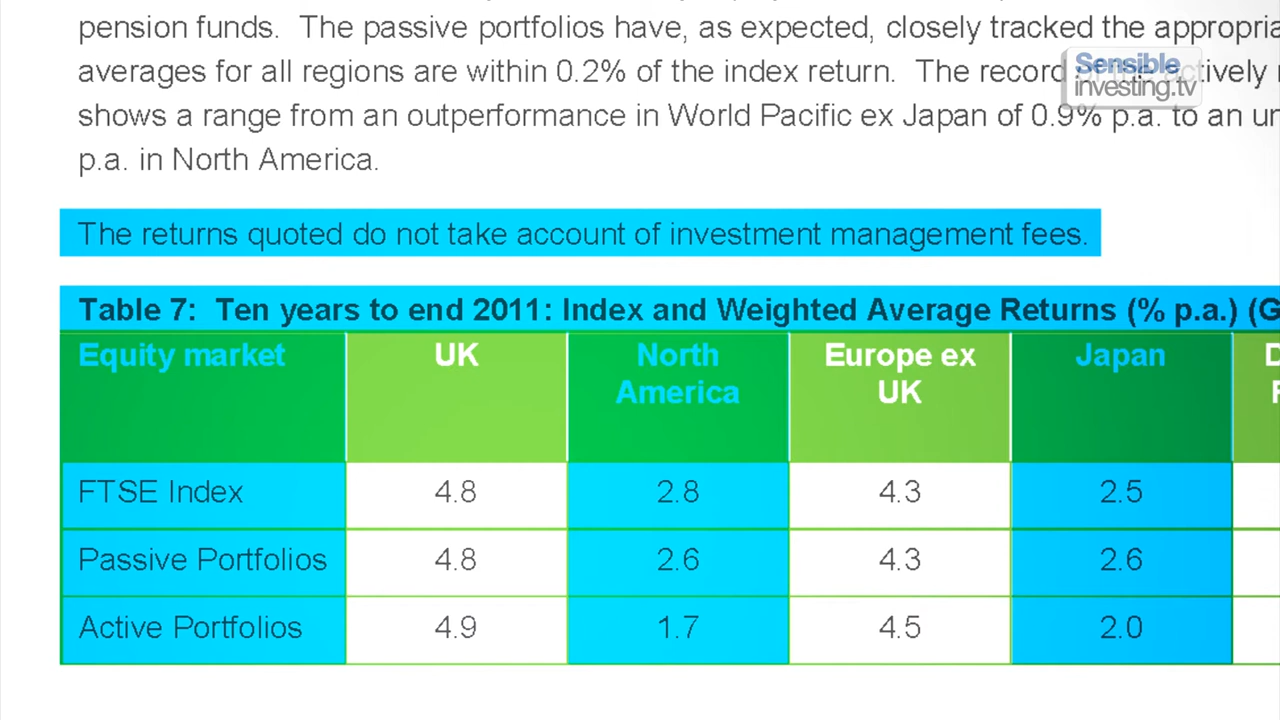 pension funds. The passive portfolios have, as expected, closely tracked the
averages for all regions are within 0.2% of the index return. The record
Sensible
investing.tv
shows a range from an outperformance in World Pacific ex Japan of 0.9% p.a. to an
p.a. in North America.
The returns quoted do not take account of investment management fees.
Table 7: Ten years to end 2011: Index and Weighted Average Returns (% p.a.)
Equity market UK North America Europe ex UK Japan
FTSE Index 4.8 2.8 4.3 2.5
Passive Portfolios 4.8 2.6 4.3 2.6
Active Portfolios 4.9 1.7 4.5 2.0